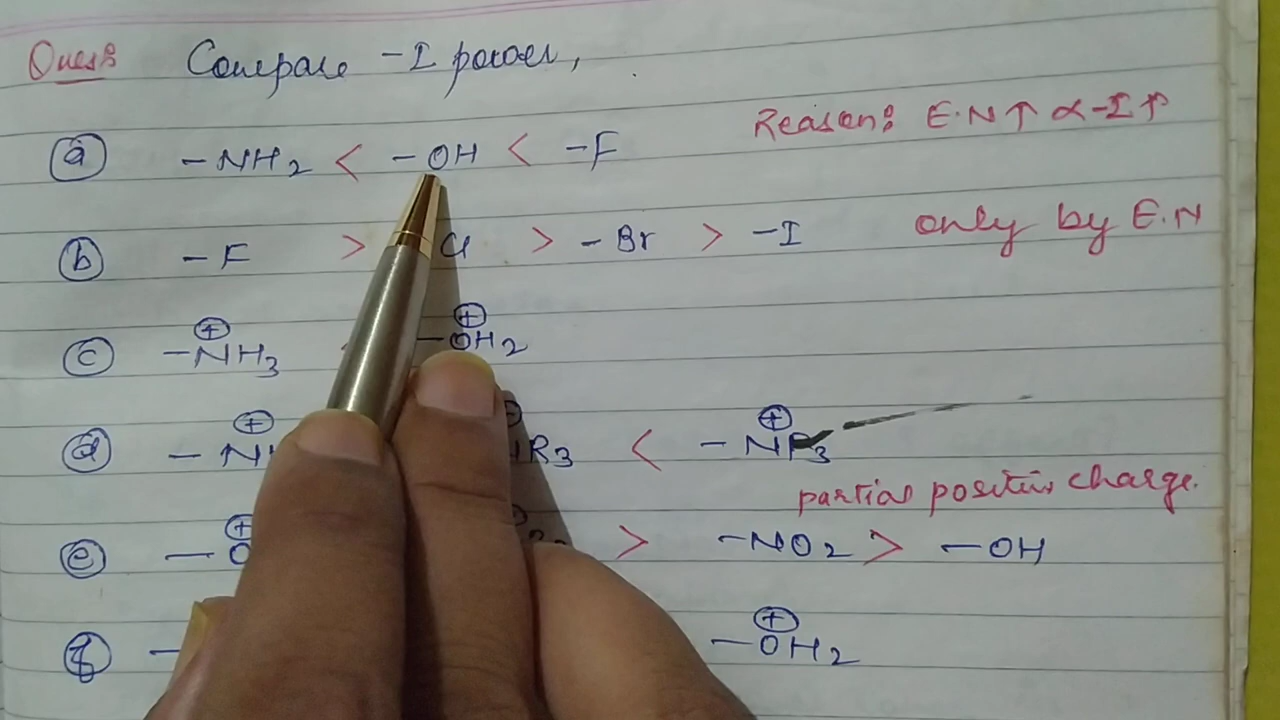 Ques:- Compare -I power,
(a) -NH2 < -OH < -F Reason: E.N↑ ∝ -I↑
(b) -F > Cl > -Br > -I only by E.N
(c) -N⊕H3 -O⊕H2
(d) -N⊕ R3 < -N⊕F3
partial positive charge.
(e) -O⊕ > -NO2 > -OH
- -O⊕H2